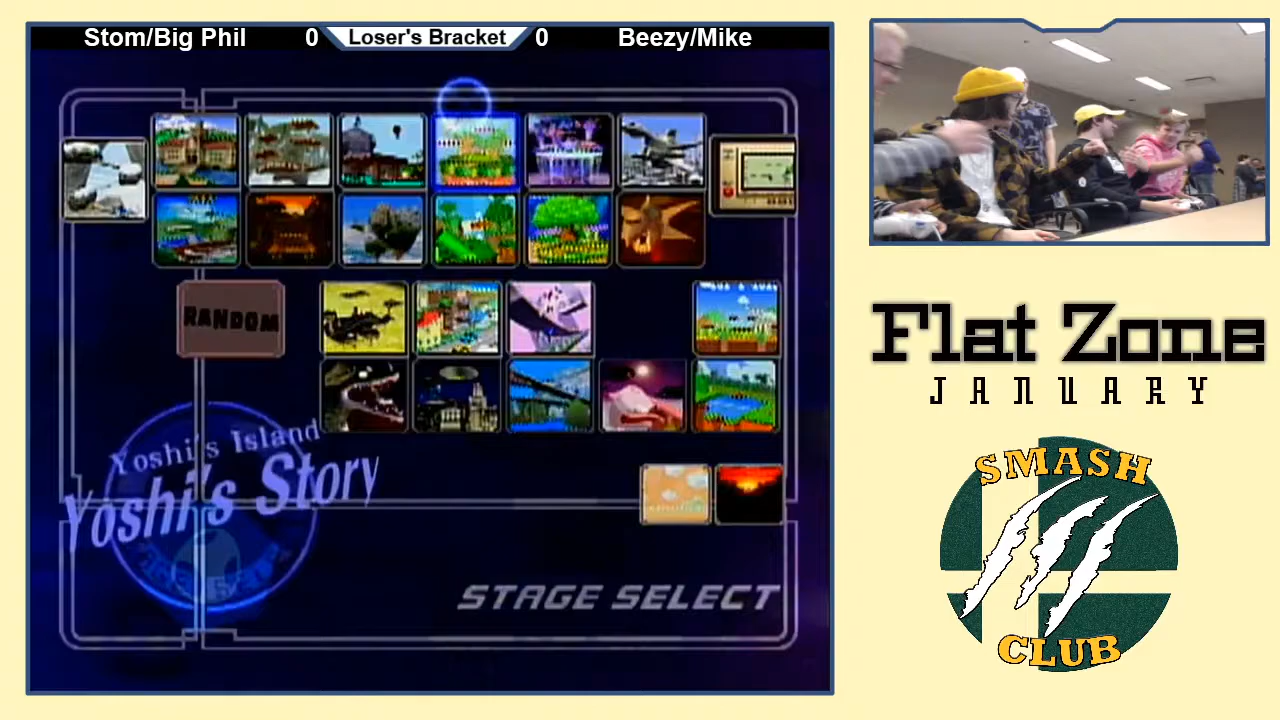 Stom/Big Phil 0 Loser's Bracket 0 Beezy/Mike
RANDOM
Yoshi's Island
Yoshi's Story
STAGE SELECT
Flat Zone
JANUARY
SMASH
CLUB